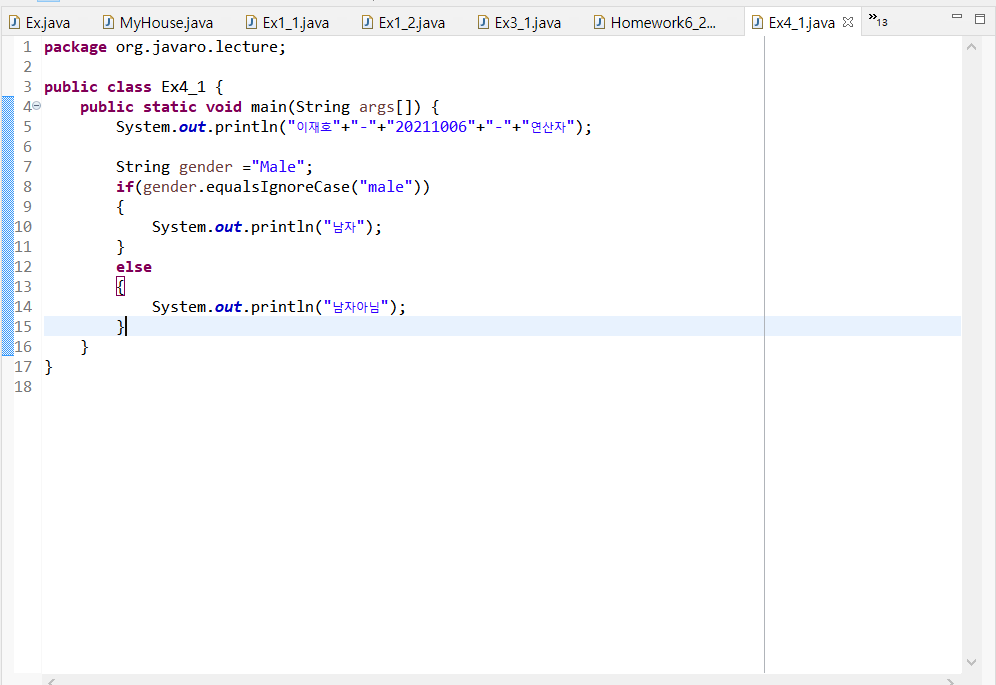 Ex.java MyHouse.java Ex1_1.java Ex1_2.java Ex3_1.java Homework6_2... Ex4_1.java »13
1 package org.javaro.lecture;
2
3 public class Ex4_1 {
4 public static void main(String args[]) {
5 System.out.println("이재호"+"-"+"20211006"+"-"+"연산자");
6
7 String gender ="Male";
8 if(gender.equalsIgnoreCase("male"))
9 {
10 System.out.println("남자");
11 }
12 else
13 {
14 System.out.println("남자아님");
15 }
16 }
17 }
18